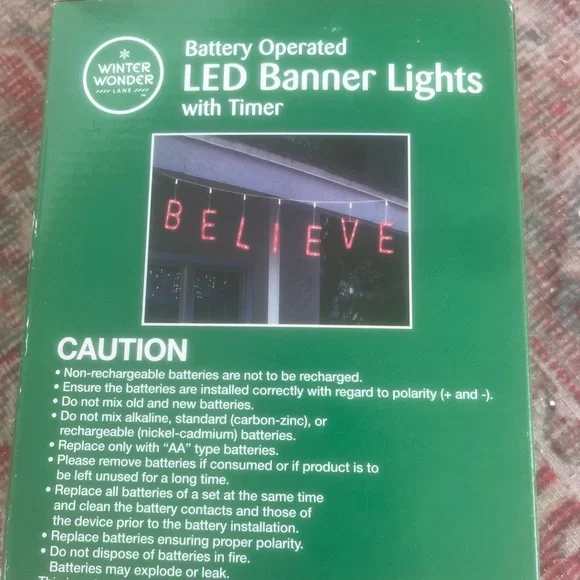 WINTER
WONDER
LANE
Battery Operated
LED Banner Lights
with Timer
BELIEVE
CAUTION
• Non-rechargeable batteries are not to be recharged.
• Ensure the batteries are installed correctly with regard to polarity (+ and -).
• Do not mix old and new batteries.
• Do not mix alkaline, standard (carbon-zinc), or
rechargeable (nickel-cadmium) batteries.
• Replace only with “AA” type batteries.
• Please remove batteries if consumed or if product is to
be left unused for a long time.
• Replace all batteries of a set at the same time
and clean the battery contacts and those of
the device prior to the battery installation.
• Replace batteries ensuring proper polarity.
• Do not dispose of batteries in fire.
Batteries may explode or leak.